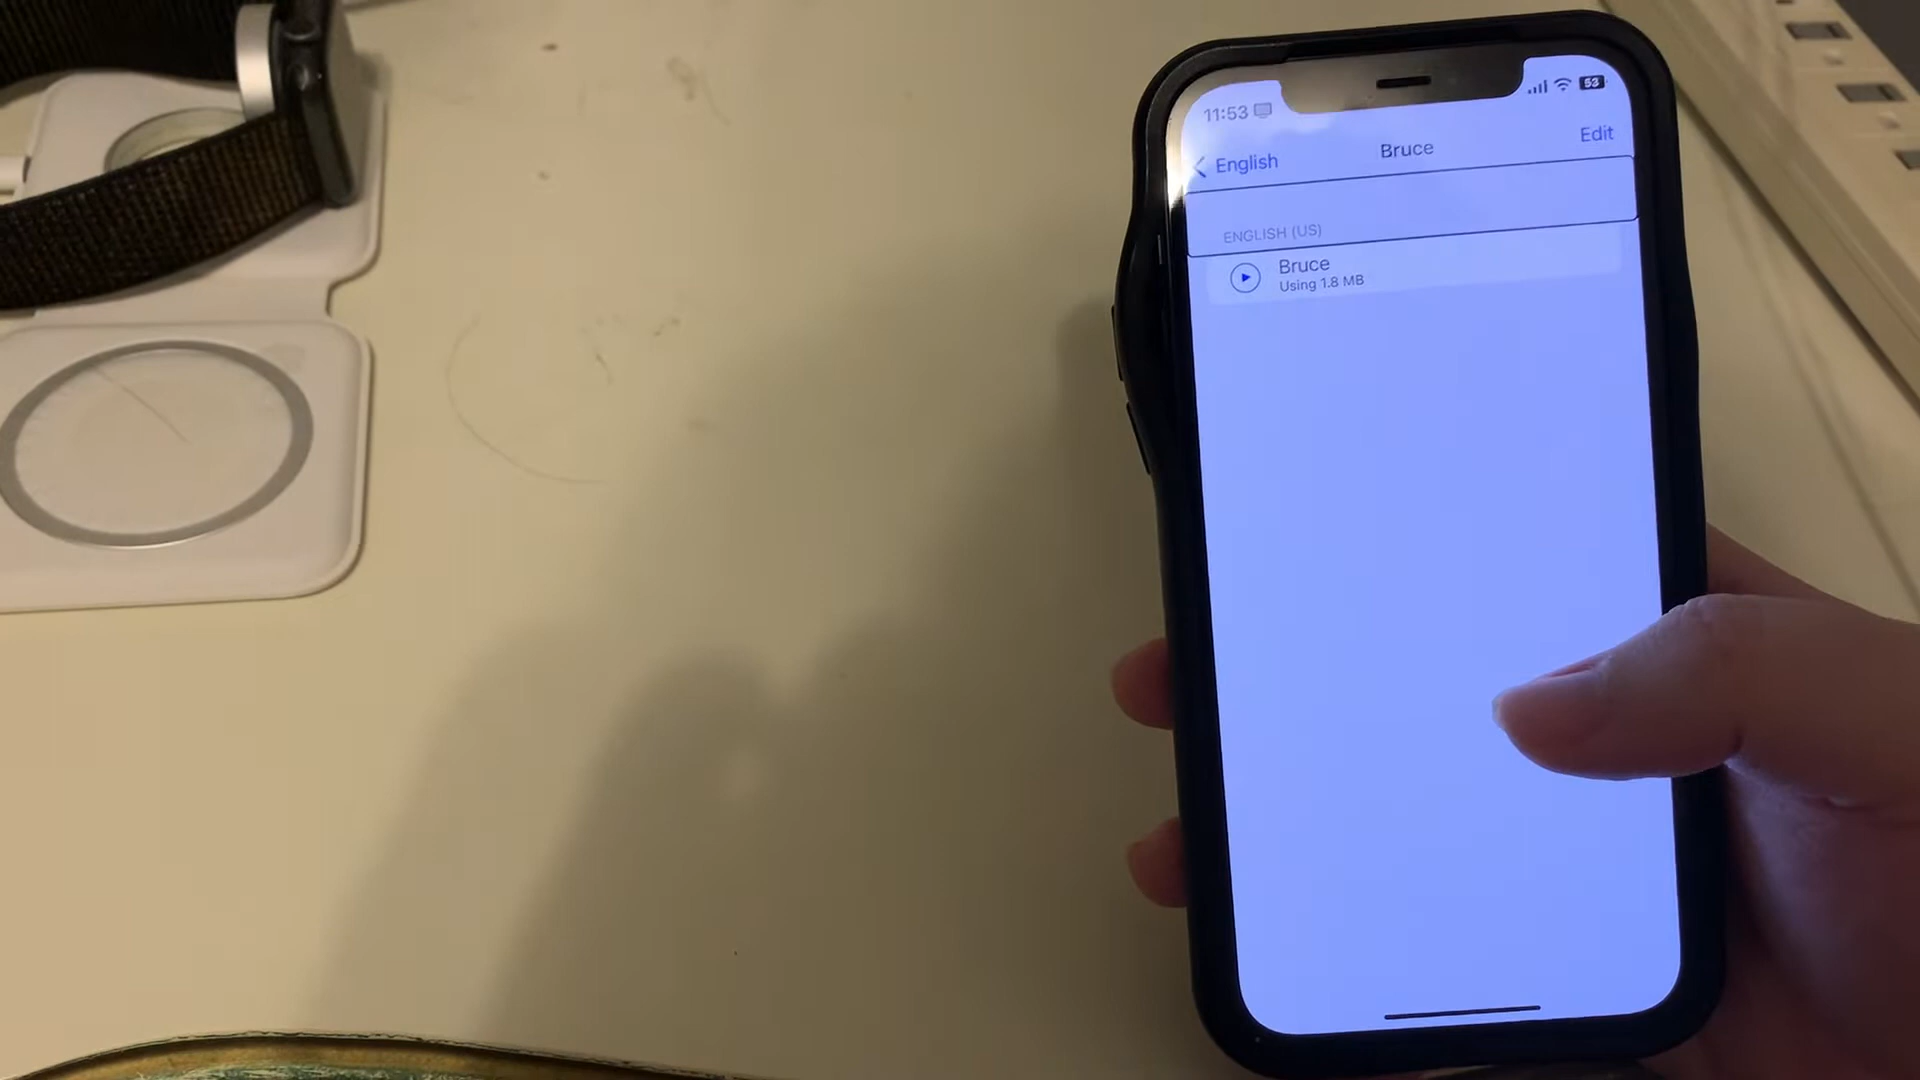 11:53
53
English
Bruce
Edit
ENGLISH (US)
Bruce
Using 1.8 MB